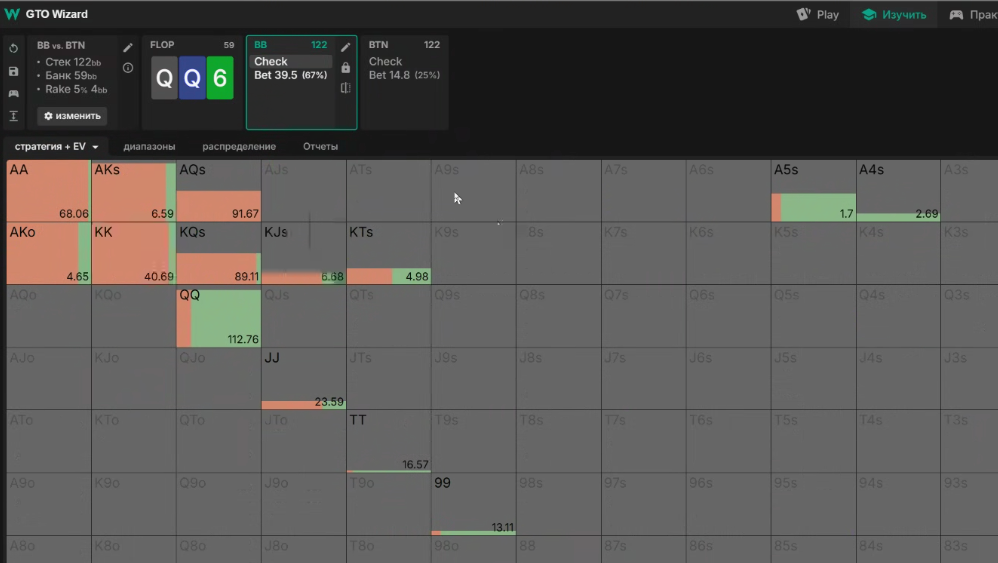 GTO Wizard
Play
Изучить
Прак
BB vs. BTN
• Стек 122bb
• Банк 59bb
• Rake 5% 4bb
изменить
FLOP 59
Q Q 6
BB 122
Check
Bet 39.5 (67%)
BTN 122
Check
Bet 14.8 (25%)
стратегия + EV
диапазоны
распределение
Отчеты
AA AKs AQs AJs ATs A9s A8s A7s A6s A5s A4s A3s
68.06 6.59 91.67 1.7 2.69
AKo KK KQs KJs KTs K9s K8s K7s K6s K5s K4s K3s
4.65 40.69 89.11 6.68 4.98
AQo KQo QQ QJs QTs Q9s Q8s Q7s Q6s Q5s Q4s Q3s
112.76
AJo KJo QJo JJ JTs J9s J8s J7s J6s J5s J4s J3s
23.59
ATo KTo QTo JTo TT T9s T8s T7s T6s T5s T4s T3s
16.57
A9o K9o Q9o J9o T9o 99 98s 97s 96s 95s 94s 93s
13.11
A8o K8o Q8o J8o T8o 98o 88 87s 86s 85s 84s 83s